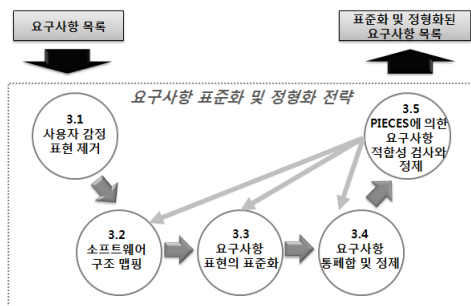 요구사항 목록
표준화 및 정형화된
요구사항 목록
요구사항 표준화 및 정형화 전략
3.1
사용자 감정
표현 제거
3.5
PIECES에 의한
요구사항
적합성 검사와
정제
3.2
소프트웨어
구조 맵핑
3.3
요구사항
표현의 표준화
3.4
요구사항
통폐합 및 정제